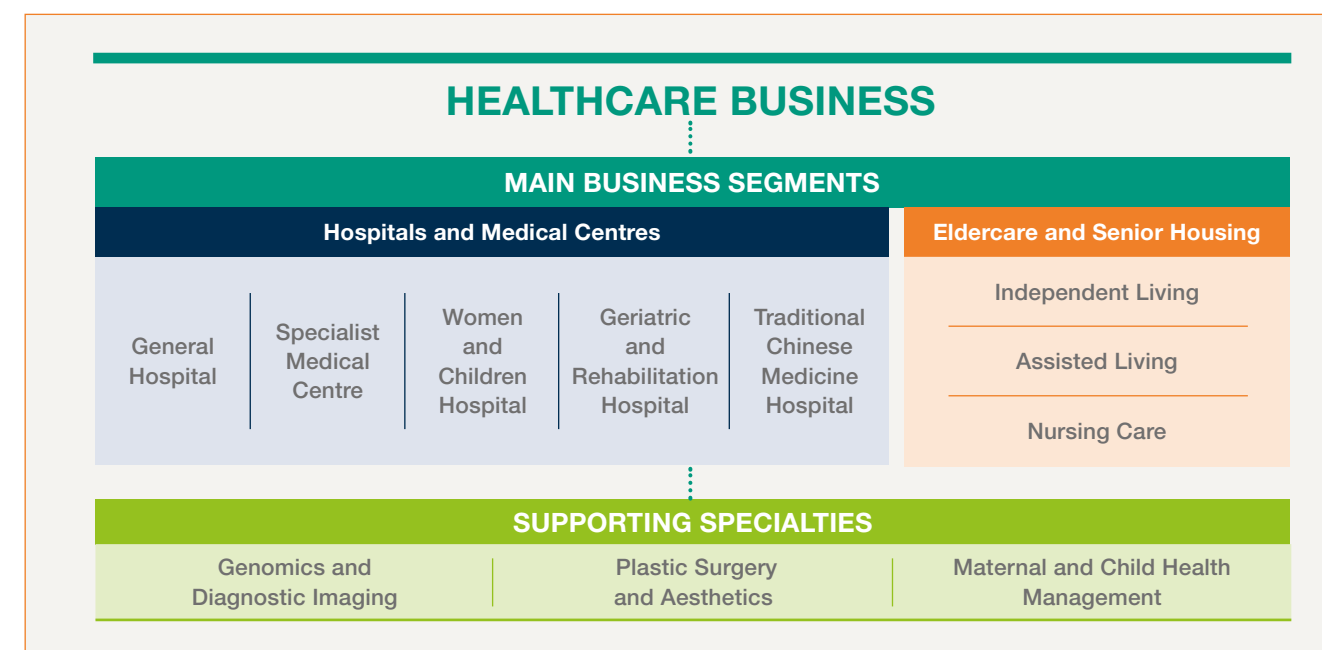 HEALTHCARE BUSINESS
MAIN BUSINESS SEGMENTS
Hospitals and Medical Centres
General
Hospital
Specialist
Medical
Centre
Women
and
Children
Hospital
Geriatric
and
Rehabilitation
Hospital
Traditional
Chinese
Medicine
Hospital
Eldercare and Senior Housing
Independent Living
Assisted Living
Nursing Care
SUPPORTING SPECIALTIES
Genomics and
Diagnostic Imaging
Plastic Surgery
and Aesthetics
Maternal and Child Health
Management